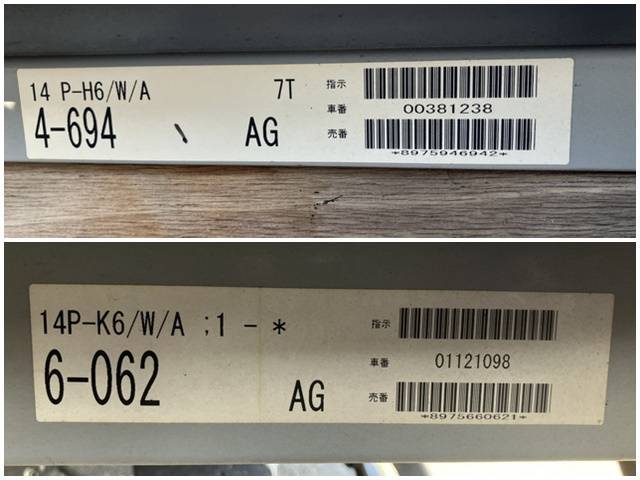 14 P-H6/W/A 7T 指示
車番 00381238
4-694 AG 売番
*8975946942*
14P-K6/W/A ;1 - * 指示
車番 01121098
6-062 AG 売番
*8975660621*